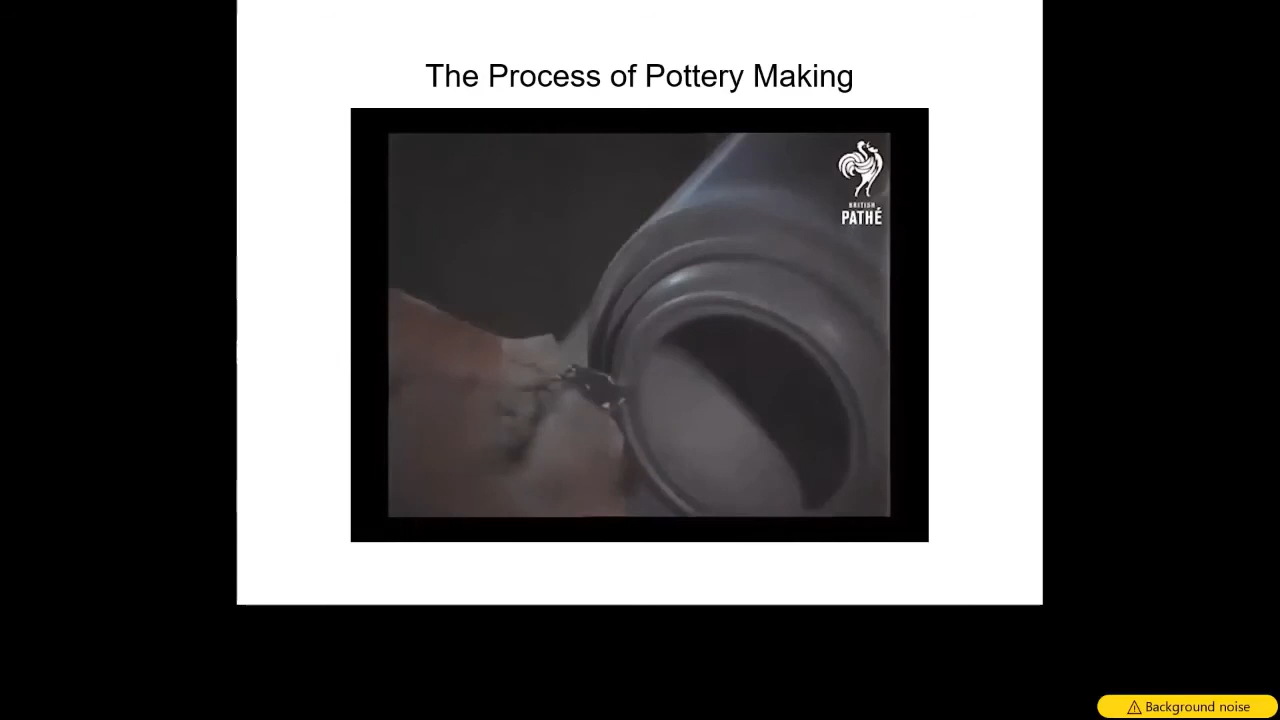 The Process of Pottery Making
BRITISH
PATHÉ
⚠ Background noise